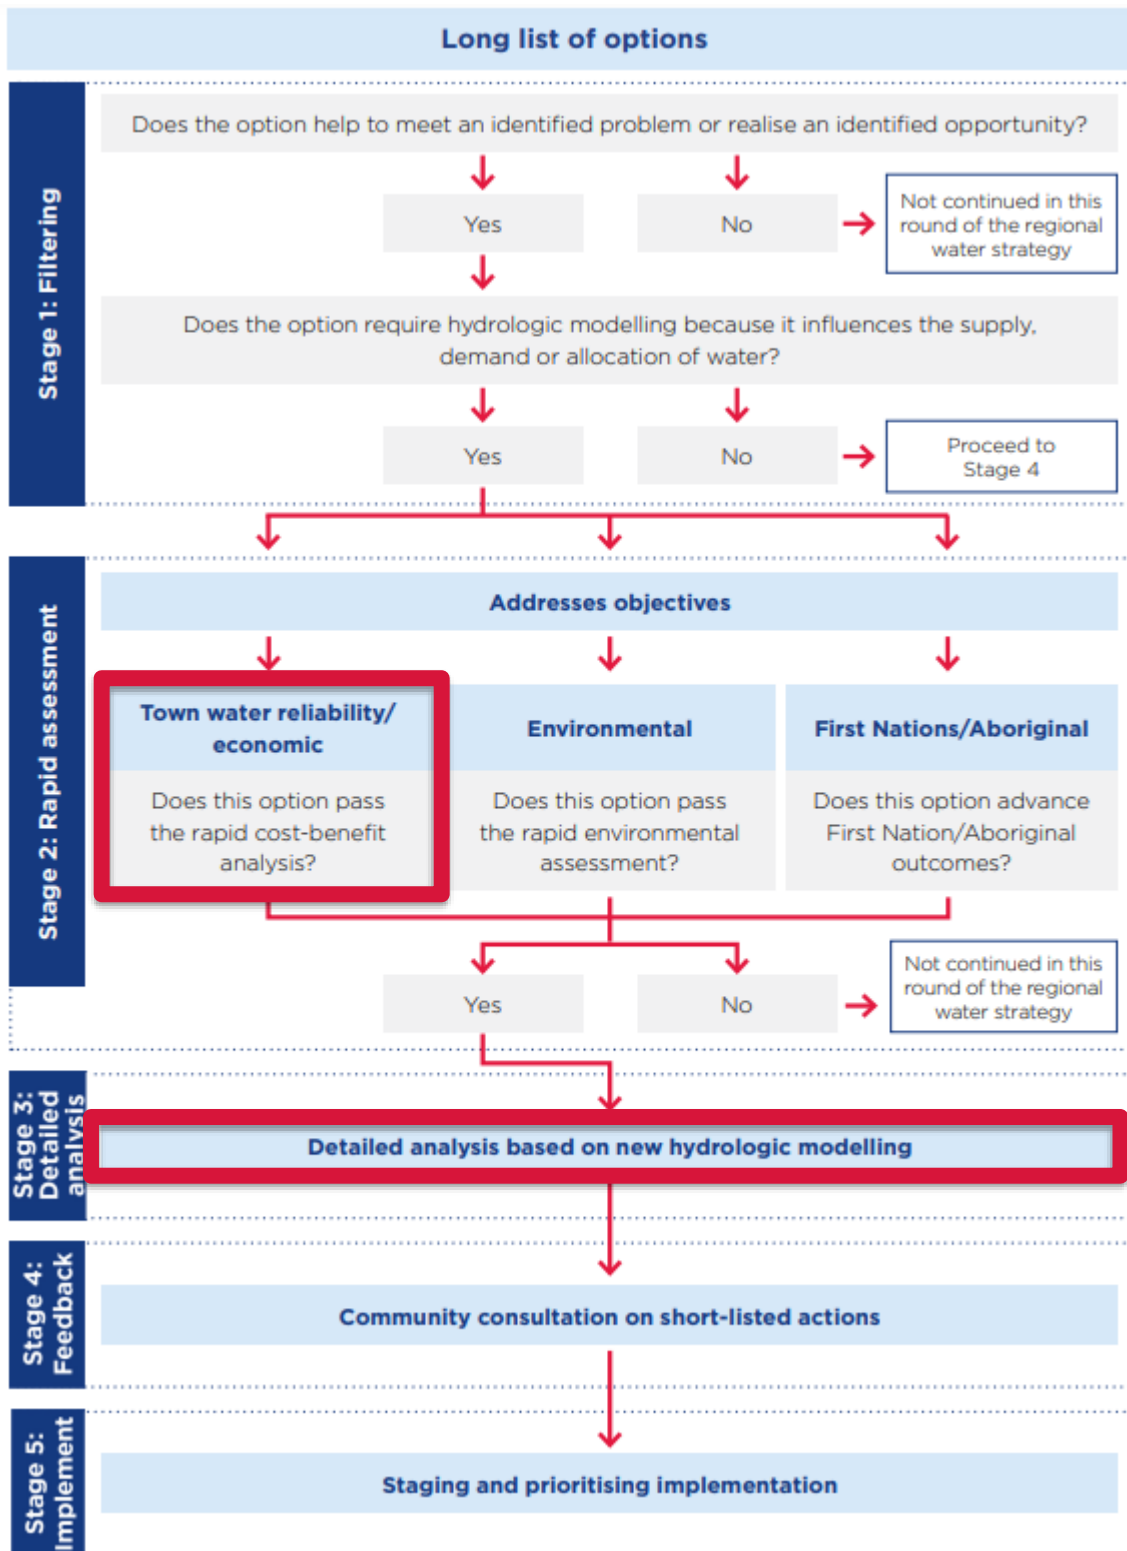 Long list of options
Stage 1: Filtering
Does the option help to meet an identified problem or realise an identified opportunity?
Yes
No
Not continued in this
round of the regional
water strategy
Does the option require hydrologic modelling because it influences the supply,
demand or allocation of water?
Yes
No
Proceed to
Stage 4
Stage 2: Rapid assessment
Addresses objectives
Town water reliability/
economic
Does this option pass
the rapid cost-benefit
analysis?
Environmental
Does this option pass
the rapid environmental
assessment?
First Nations/Aboriginal
Does this option advance
First Nation/Aboriginal
outcomes?
Yes
No
Not continued in this
round of the regional
water strategy
Stage 3:
Detailed
analysis
Detailed analysis based on new hydrologic modelling
Stage 4:
Feedback
Community consultation on short-listed actions
Stage 5:
Implement
Staging and prioritising implementation